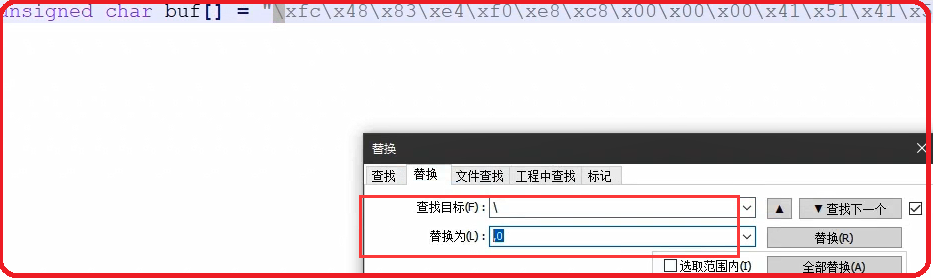 unsigned char buf[] = "\xfc\x48\x83\xe4\xf0\xe8\xc8\x00\x00\x00\x41\x51\x41\x5
替换
查找 替换 文件查找 工程中查找 标记
查找目标(F): \
替换为(L): ,0
▲ ▼查找下一个
替换(R)
选取范围内(I) 全部替换(A)